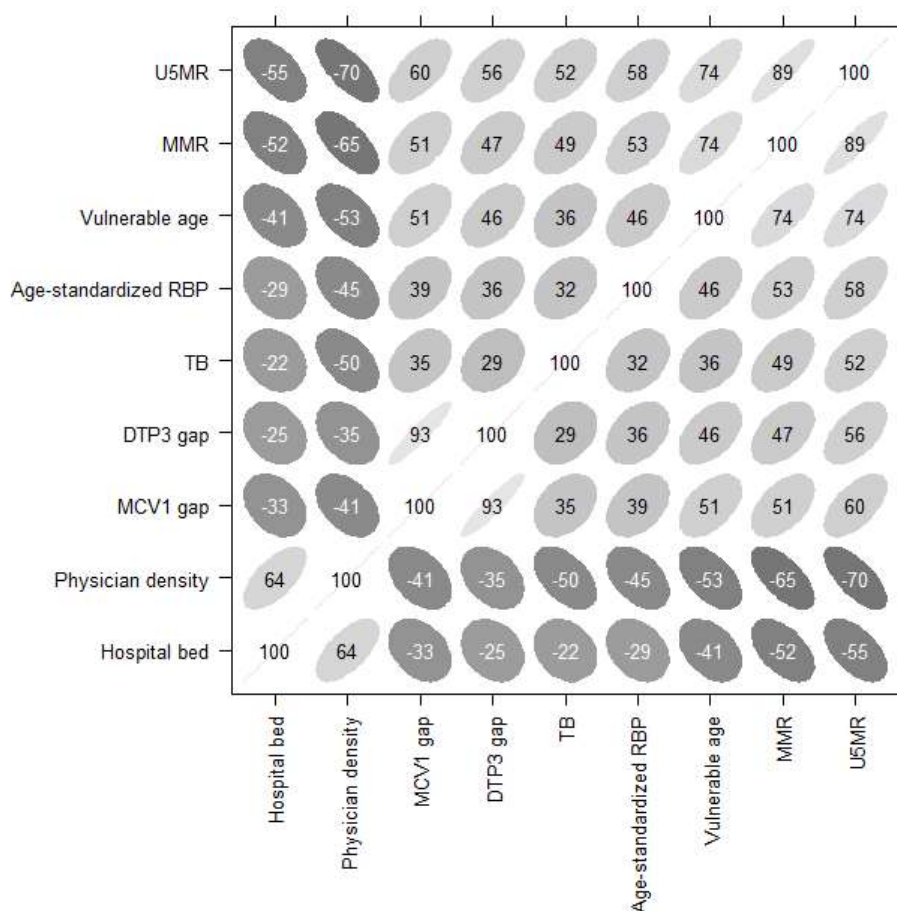 U5MR -55 -70 60 56 52 58 74 89 100
MMR -52 -65 51 47 49 53 74 100 89
Vulnerable age -41 -53 51 46 36 46 100 74 74
Age-standardized RBP -29 -45 39 36 32 100 46 53 58
TB -22 -50 35 29 100 32 36 49 52
DTP3 gap -25 -35 93 100 29 36 46 47 56
MCV1 gap -33 -41 100 93 35 39 51 51 60
Physician density 64 100 -41 -35 -50 -45 -53 -65 -70
Hospital bed 100 64 -33 -25 -22 -29 -41 -52 -55
Hospital bed
Physician density
MCV1 gap
DTP3 gap
TB
Age-standardized RBP
Vulnerable age
MMR
U5MR